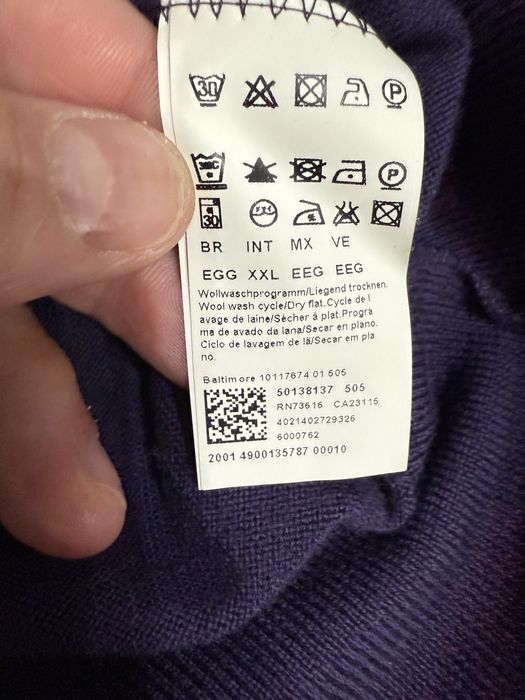 30
P
30C
P
30
BR INT MX VE
EGG XXL EEG EEG
Wollwaschprogramm/Liegend trocknen.
Wool wash cycle/Dry flat.Cycle de l
avage de laine/Sècher à plat.Progra
ma de avado da lana/Secar en plano.
Ciclo de lavagem de lã/Secar em pla
no.
Baltimore 10117674 01 505
50138137 505
RN73616 CA23115
4021402729326
6000762
2001 4900135787 00010